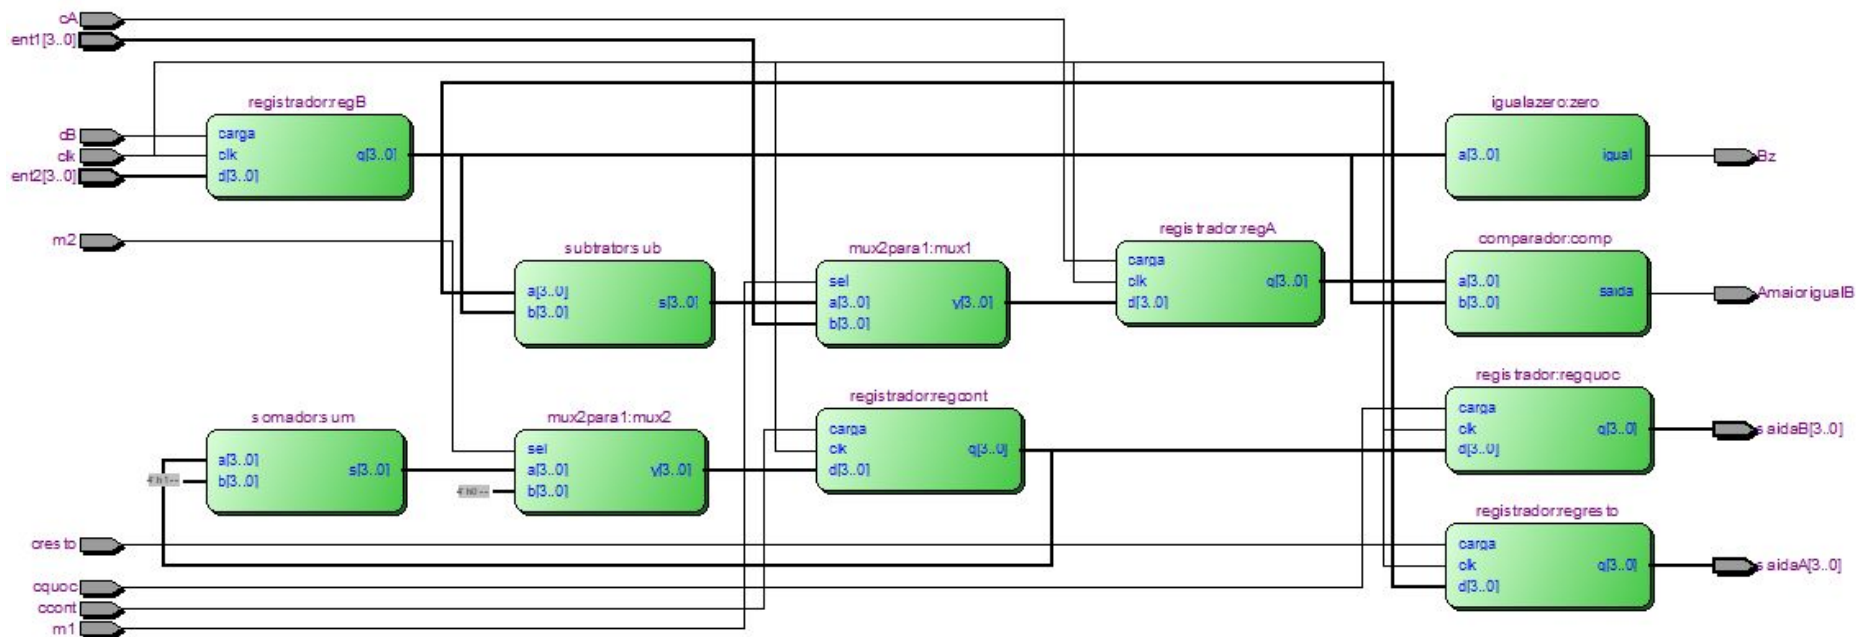 cA
ent1[3..0]
registrador:regB
cB
clk
ent2[3..0]
carga
clk
d[3..0]
q[3..0]
igualazero:zero
a[3..0]
igual
Bz
m2
subtrator:sub
a[3..0]
b[3..0]
s[3..0]
mux2para1:mux1
sel
a[3..0]
b[3..0]
y[3..0]
registrador:regA
carga
clk
d[3..0]
q[3..0]
comparador:comp
a[3..0]
b[3..0]
saida
AmaiorigualB
somador:sum
a[3..0]
b[3..0]
s[3..0]
4'h1--
mux2para1:mux2
sel
a[3..0]
b[3..0]
y[3..0]
4'h0--
registrador:regcont
carga
clk
d[3..0]
q[3..0]
registrador:regquoc
carga
clk
d[3..0]
q[3..0]
saidaB[3..0]
registrador:regresto
carga
clk
d[3..0]
q[3..0]
saidaA[3..0]
cresto
cquoc
ccont
m1